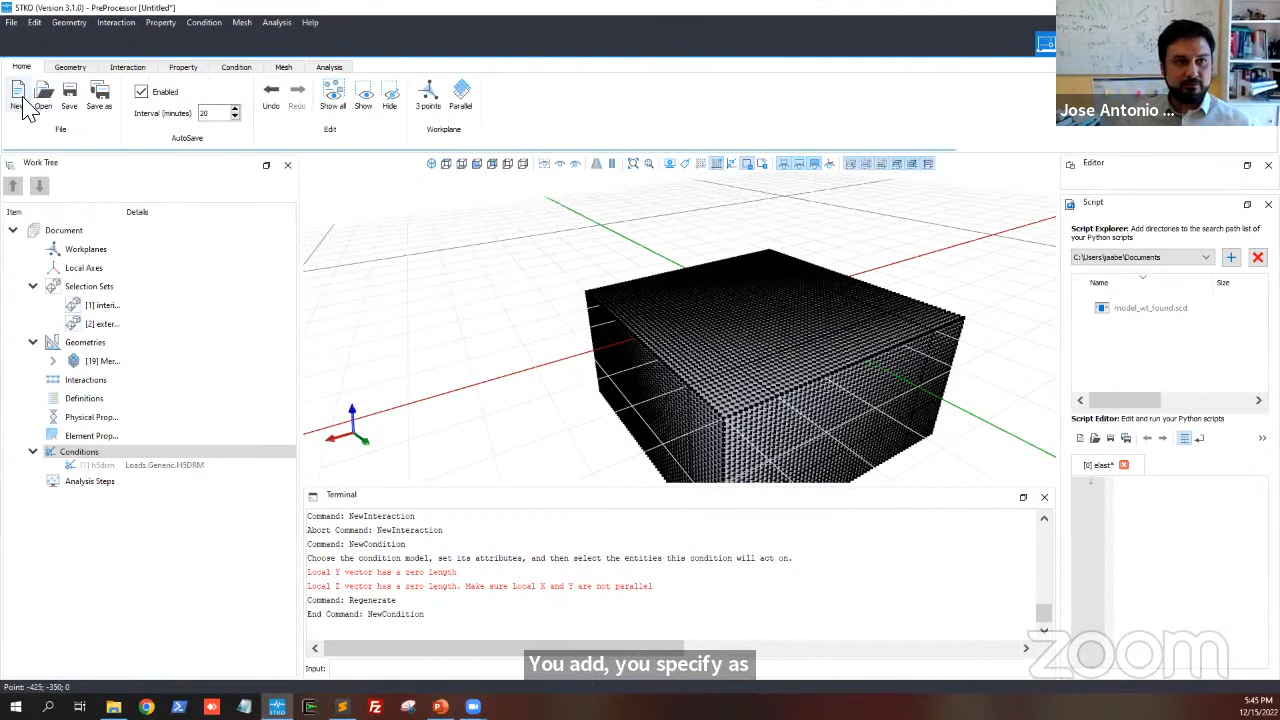 STKO (Version 3.1.0) - PreProcessor [Untitled*]
File Edit Geometry Interaction Property Condition Mesh Analysis Help
Home Geometry Interaction Property Condition Mesh Analysis
New Open Save Save as
File
Enabled
Interval (minutes) 20
AutoSave
Undo Redo Show all Show Hide
Edit
3 points Parallel
Workplane
Jose Antonio ...
Work Tree
Item Details
Document
Workplanes
Local Axes
Selection Sets
[1] interi...
[2] exter...
Geometries
[19] Mer...
Interactions
Definitions
Physical Prop...
Element Prop...
Conditions
[1] h5drm Loads.Generic.H5DRM
Analysis Steps
Terminal
Command: NewInteraction
Abort Command: NewInteraction
Command: NewCondition
Choose the condition model, set its attributes, and then select the entities this condition will act on.
Local Y vector has a zero length
Local Z vector has a zero length. Make sure Local X and Y are not parallel
Command: Regenerate
End Command: NewCondition
Input:
Editor
Script
Script Explorer: Add directories to the search path list of
your Python scripts
C:\Users\jaabe\Documents
Name Size
model_wt_found.scd
Script Editor: Edit and run your Python scripts
[0] elast*
You add, you specify as
zoom
Point: -425; -350; 0
5:45 PM
12/15/2022